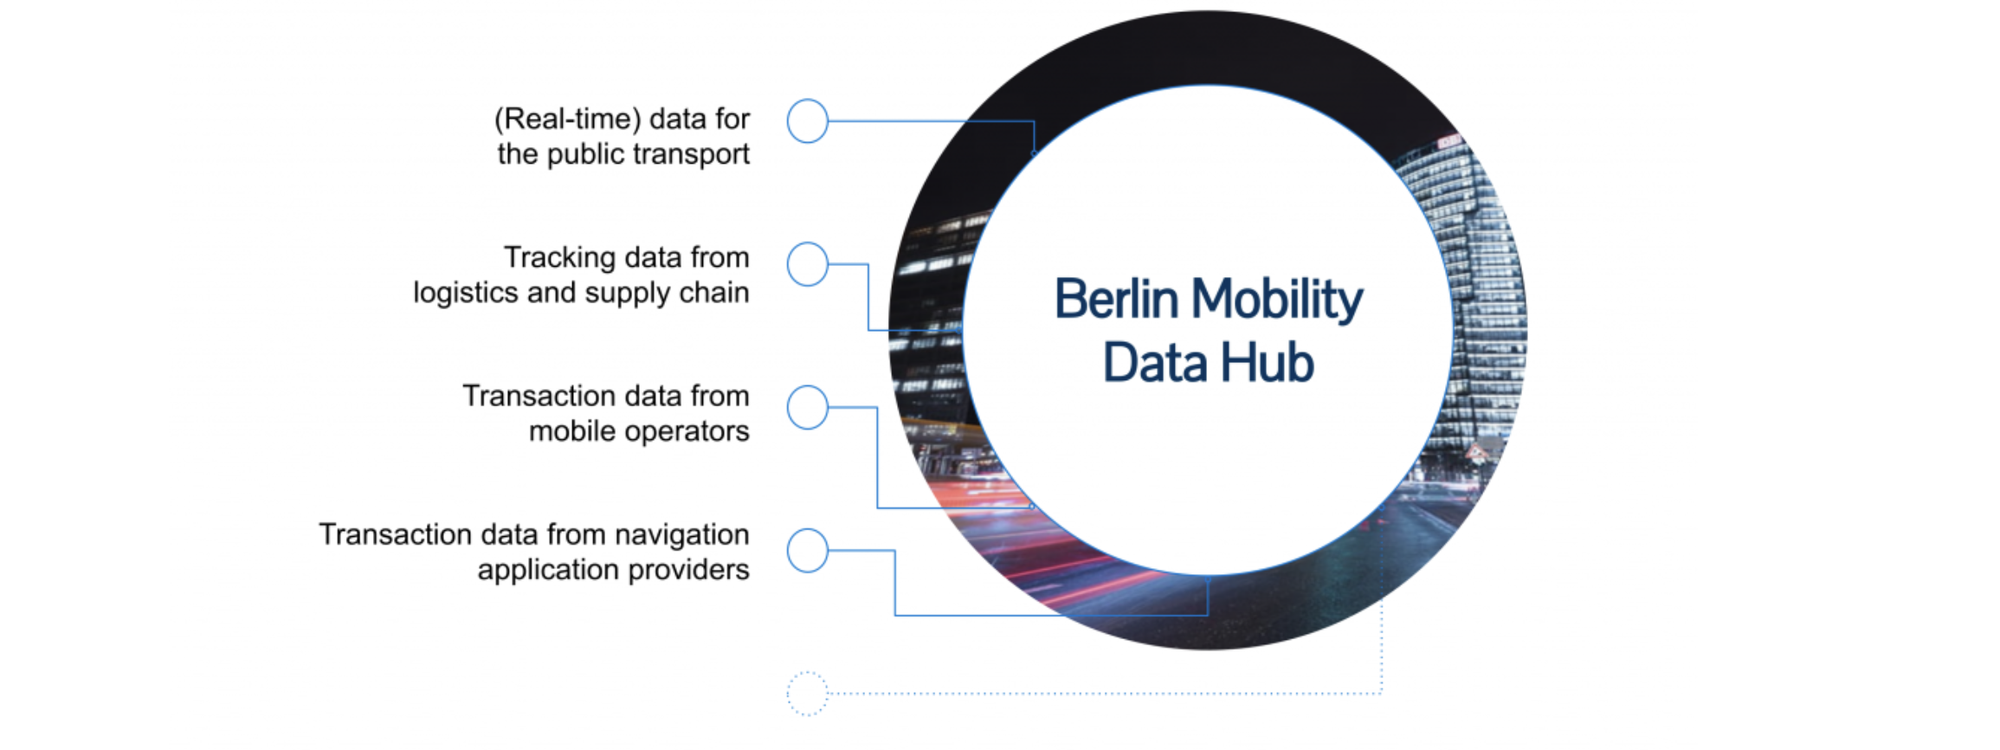 (Real-time) data for
the public transport
Tracking data from
logistics and supply chain
Transaction data from
mobile operators
Transaction data from navigation
application providers
Berlin Mobility
Data Hub